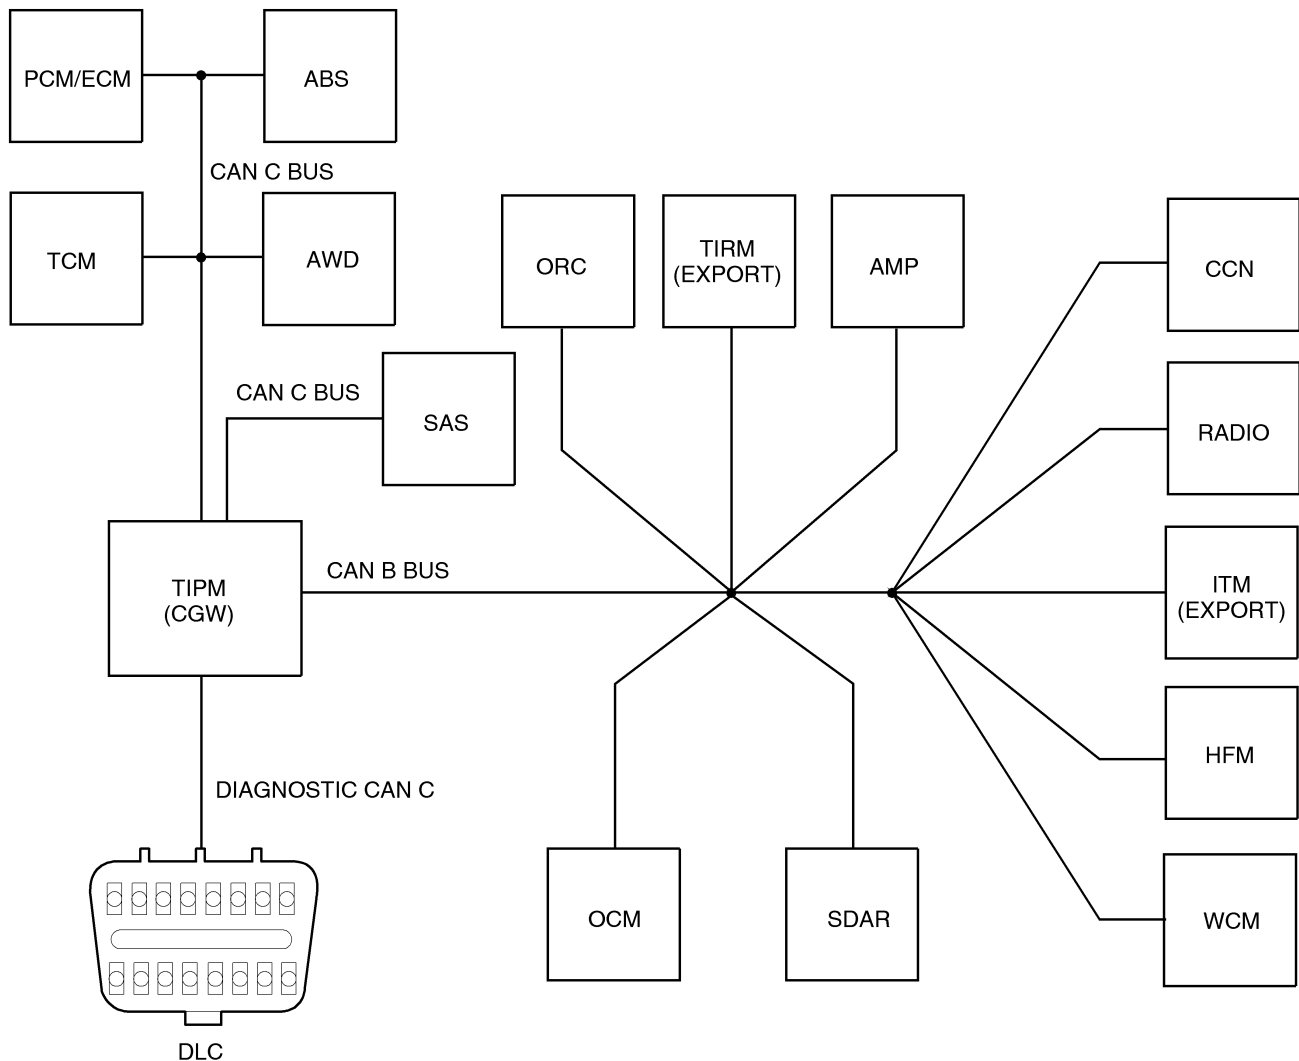 PCM/ECM
ABS
CAN C BUS
TCM
AWD
ORC
TIRM
(EXPORT)
AMP
CCN
CAN C BUS
SAS
RADIO
TIPM
(CGW)
CAN B BUS
ITM
(EXPORT)
HFM
DIAGNOSTIC CAN C
OCM
SDAR
WCM
DLC